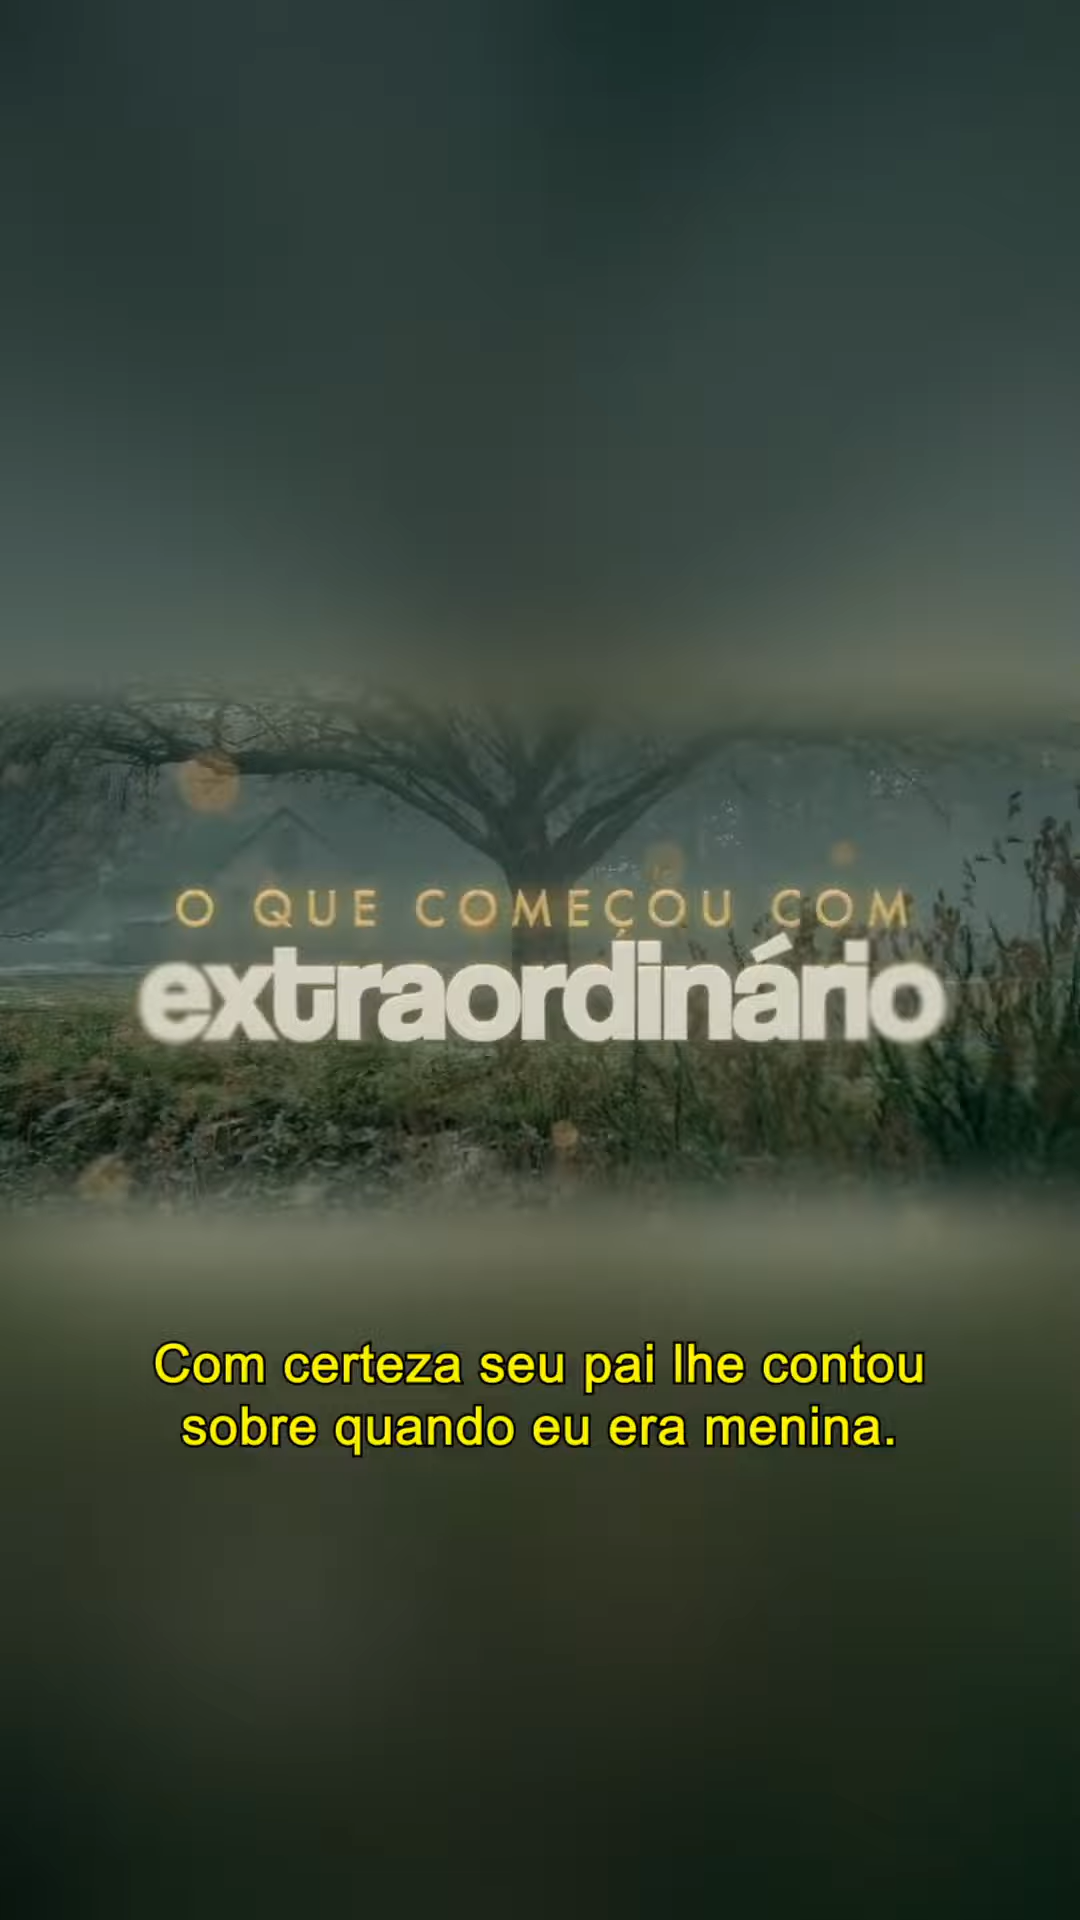 O QUE COMEÇOU COM
extraordinário
Com certeza seu pai lhe contou
sobre quando eu era menina.